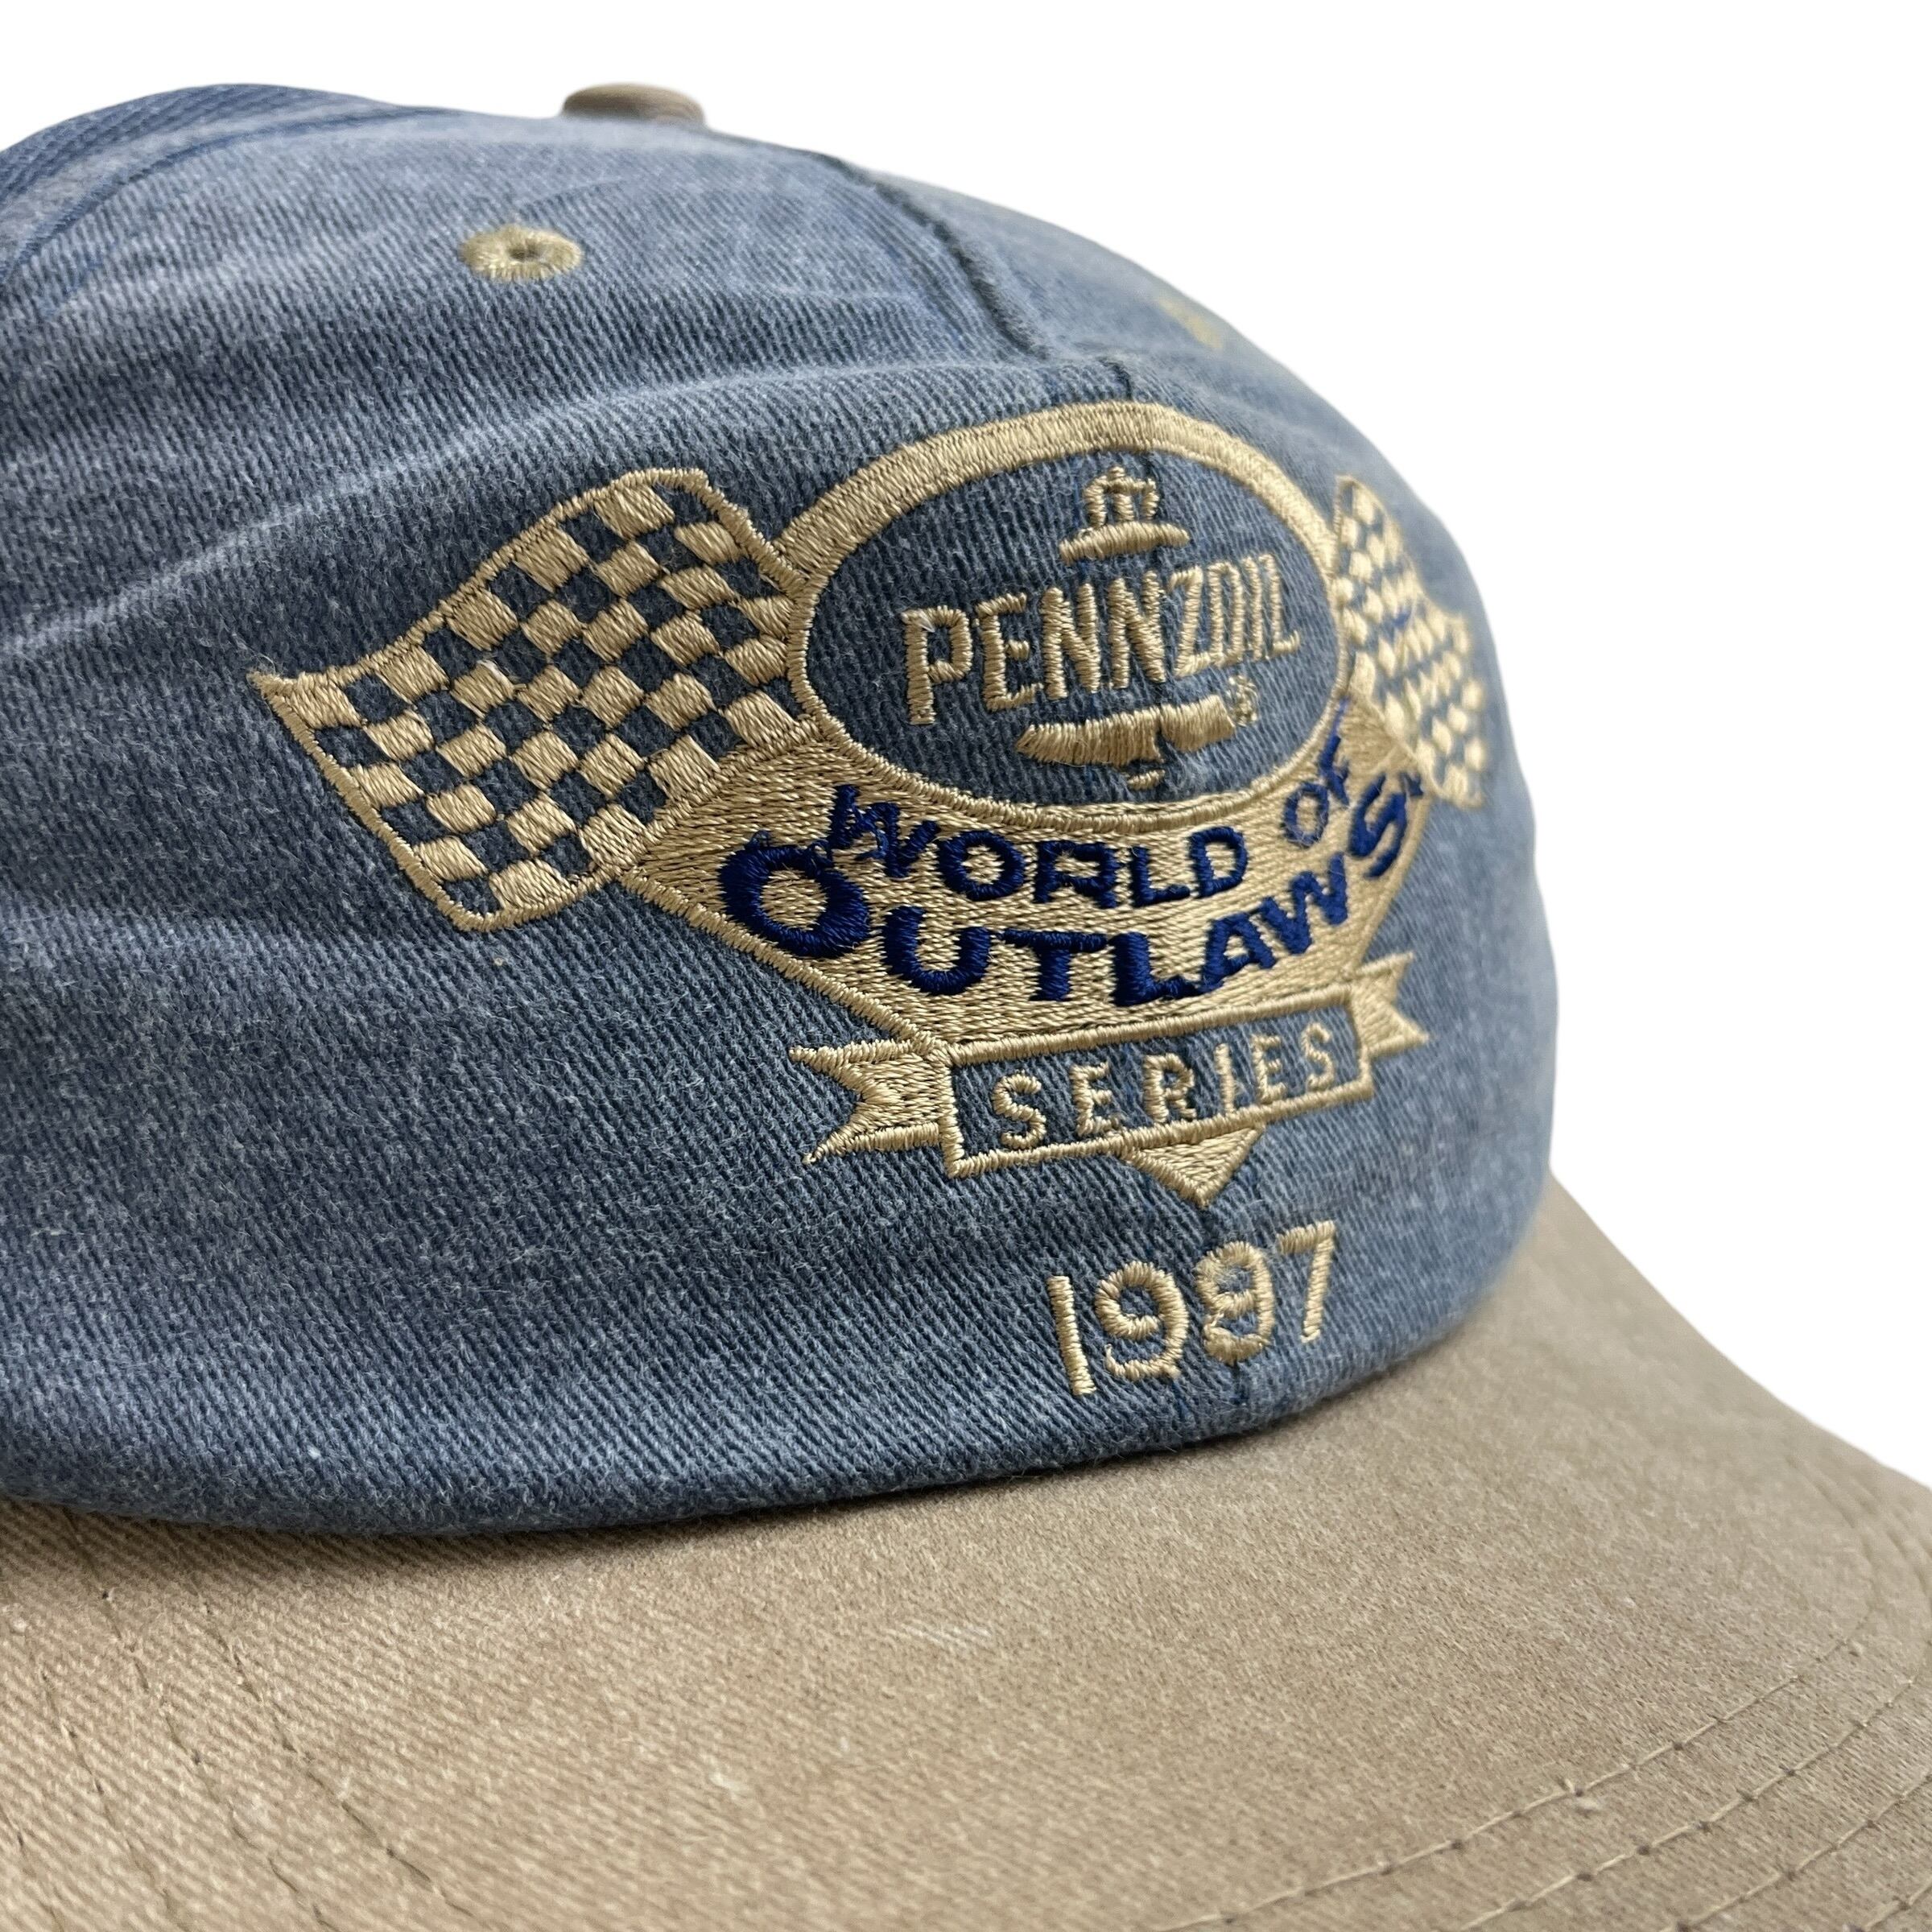 PENNZOIL
WORLD OF
OUTLAWS
SERIES
1997